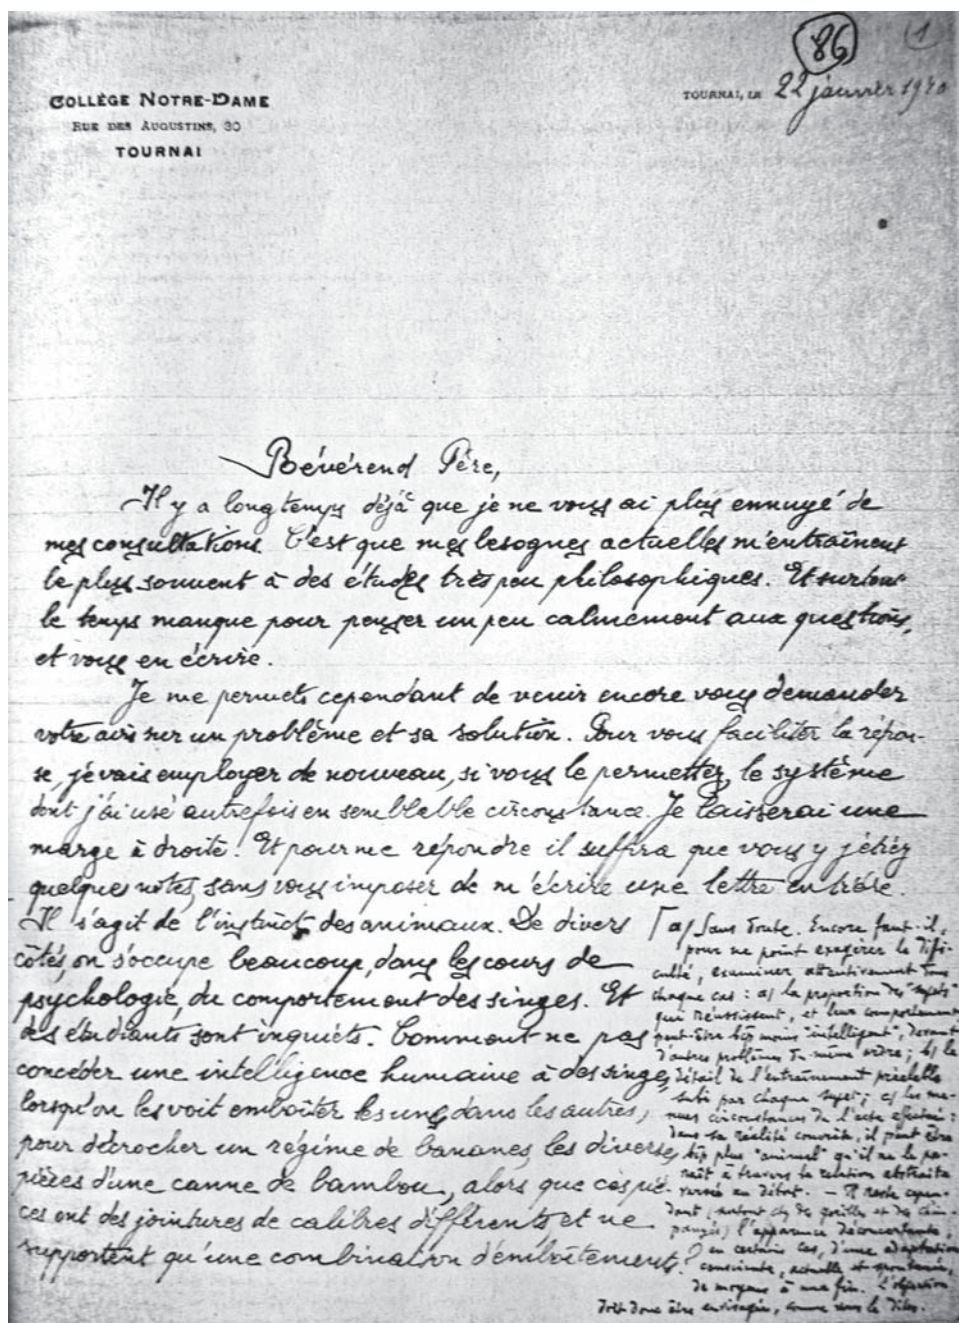 86
1
COLLÈGE NOTRE-DAME
RUE DES AUGUSTINS, 30
TOURNAI
TOURNAI, LE 22 janvier 1940
Révérend Père,
Il y a longtemps déjà que je ne vous ai plus ennuyé de
mes consultations. C'est que mes besognes actuelles m'entraînent
le plus souvent à des études très peu philosophiques. Et surtout
le temps manque pour penser un peu calmement aux questions,
et vous en écrire.
Je me permets cependant de venir encore vous demander
votre avis sur un problème et sa solution. Pour vous faciliter la répon-
se, je vais employer de nouveau, si vous le permettez, le système
dont j'ai usé autrefois en semblable circonstance. Je laisserai une
marge à droite. Et pour me répondre il suffira que vous y jétiez
quelques notes, sans vous imposer de m'écrire une lettre entière.
Il s'agit de l'instinct des animaux. De divers
côtés, on s'occupe beaucoup, dans les cours de
psychologie, du comportement des singes. Et
des étudiants sont inquiets. Comment ne pas
concéder une intelligence humaine à des singes,
lorsqu'on les voit emboîter les uns dans les autres,
pour décrocher un régime de bananes, les diverses
pièces d'une canne de bambou, alors que ces piè-
ces ont des jointures de calibres différents et ne
supportent qu'une combination d'emboîtement?
a) Sans doute. Encore faut-il,
pour ne point exagérer la diffi-
culté, examiner attentivement dans
chaque cas : a) la proportion des "sujets"
qui réussissent, et leur comportement
peut-être bcp moins "intelligent", devant
d'autres problèmes du même ordre; b) le
détail de l'entraînement préalable
subi par chaque sujet; c) les me-
nues circonstances de l'acte effectué :
dans sa réalité concrète, il peut être
bcp plus "animal" qu'il ne le pa-
raît à travers la relation abstraite
au début. — Il reste cepen-
dant (surtout chez des gorilles et des chim-
panzés) l'apparence déconcertante,
en certains cas, d'une adaptation
consciente, actuelle et spontanée,
de moyens à une fin. L'objection
doit donc être envisagée, comme vous le dites.